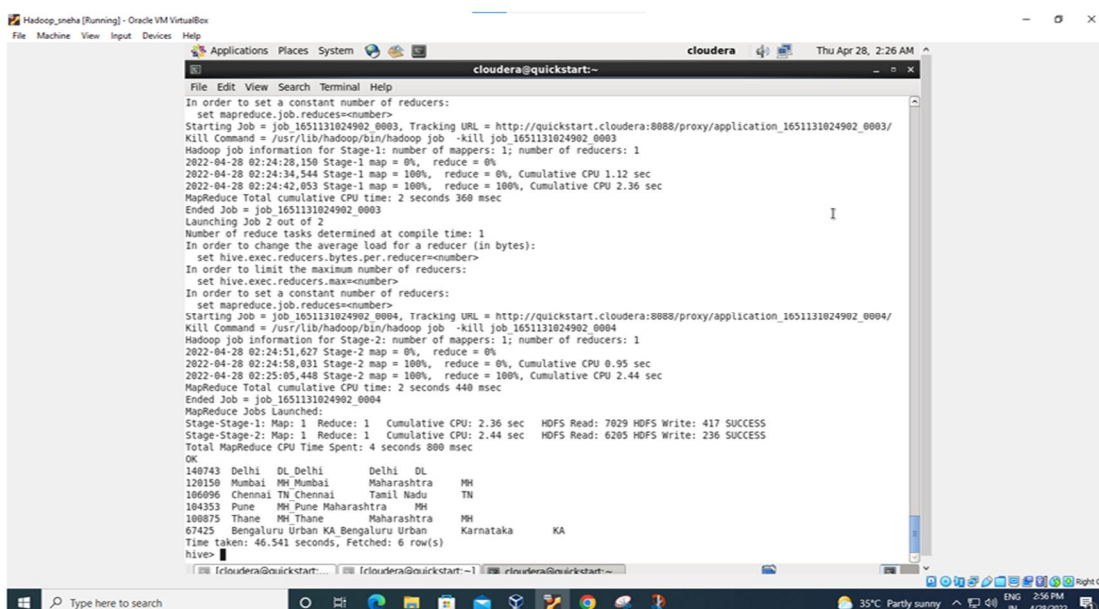 Hadoop_sneha [Running] - Oracle VM VirtualBox
File Machine View Input Devices Help
Applications Places System cloudera Thu Apr 28, 2:26 AM
cloudera@quickstart:~
File Edit View Search Terminal Help
In order to set a constant number of reducers:
set mapreduce.job.reduces=<number>
Starting Job = job_1651131024902_0003, Tracking URL = http://quickstart.cloudera:8088/proxy/application_1651131024902_0003/
Kill Command = /usr/lib/hadoop/bin/hadoop job -kill job_1651131024902_0003
Hadoop job information for Stage-1: number of mappers: 1; number of reducers: 1
2022-04-28 02:24:28,150 Stage-1 map = 0%, reduce = 0%
2022-04-28 02:24:34,544 Stage-1 map = 100%, reduce = 0%, Cumulative CPU 1.12 sec
2022-04-28 02:24:42,053 Stage-1 map = 100%, reduce = 100%, Cumulative CPU 2.36 sec
MapReduce Total cumulative CPU time: 2 seconds 360 msec
Ended Job = job_1651131024902_0003
Launching Job 2 out of 2
Number of reduce tasks determined at compile time: 1
In order to change the average load for a reducer (in bytes):
set hive.exec.reducers.bytes.per.reducer=<number>
In order to limit the maximum number of reducers:
set hive.exec.reducers.max=<number>
In order to set a constant number of reducers:
set mapreduce.job.reduces=<number>
Starting Job = job_1651131024902_0004, Tracking URL = http://quickstart.cloudera:8088/proxy/application_1651131024902_0004/
Kill Command = /usr/lib/hadoop/bin/hadoop job -kill job_1651131024902_0004
Hadoop job information for Stage-2: number of mappers: 1; number of reducers: 1
2022-04-28 02:24:51,627 Stage-2 map = 0%, reduce = 0%
2022-04-28 02:24:58,031 Stage-2 map = 100%, reduce = 0%, Cumulative CPU 0.95 sec
2022-04-28 02:25:05,448 Stage-2 map = 100%, reduce = 100%, Cumulative CPU 2.44 sec
MapReduce Total cumulative CPU time: 2 seconds 440 msec
Ended Job = job_1651131024902_0004
MapReduce Jobs Launched:
Stage-Stage-1: Map: 1 Reduce: 1 Cumulative CPU: 2.36 sec HDFS Read: 7029 HDFS Write: 417 SUCCESS
Stage-Stage-2: Map: 1 Reduce: 1 Cumulative CPU: 2.44 sec HDFS Read: 6205 HDFS Write: 236 SUCCESS
Total MapReduce CPU Time Spent: 4 seconds 800 msec
OK
140743 Delhi DL_Delhi Delhi DL
120150 Mumbai MH_Mumbai Maharashtra MH
106096 Chennai TN_Chennai Tamil Nadu TN
104353 Pune MH_Pune Maharashtra MH
100875 Thane MH_Thane Maharashtra MH
67425 Bengaluru Urban KA_Bengaluru Urban Karnataka KA
Time taken: 46.541 seconds, Fetched: 6 row(s)
hive>
[cloudera@quickstart:... [cloudera@quickstart:~] cloudera@quickstart:~
Right C
Type here to search 35°C Partly sunny ENG 2:56 PM
IN 4/28/2022